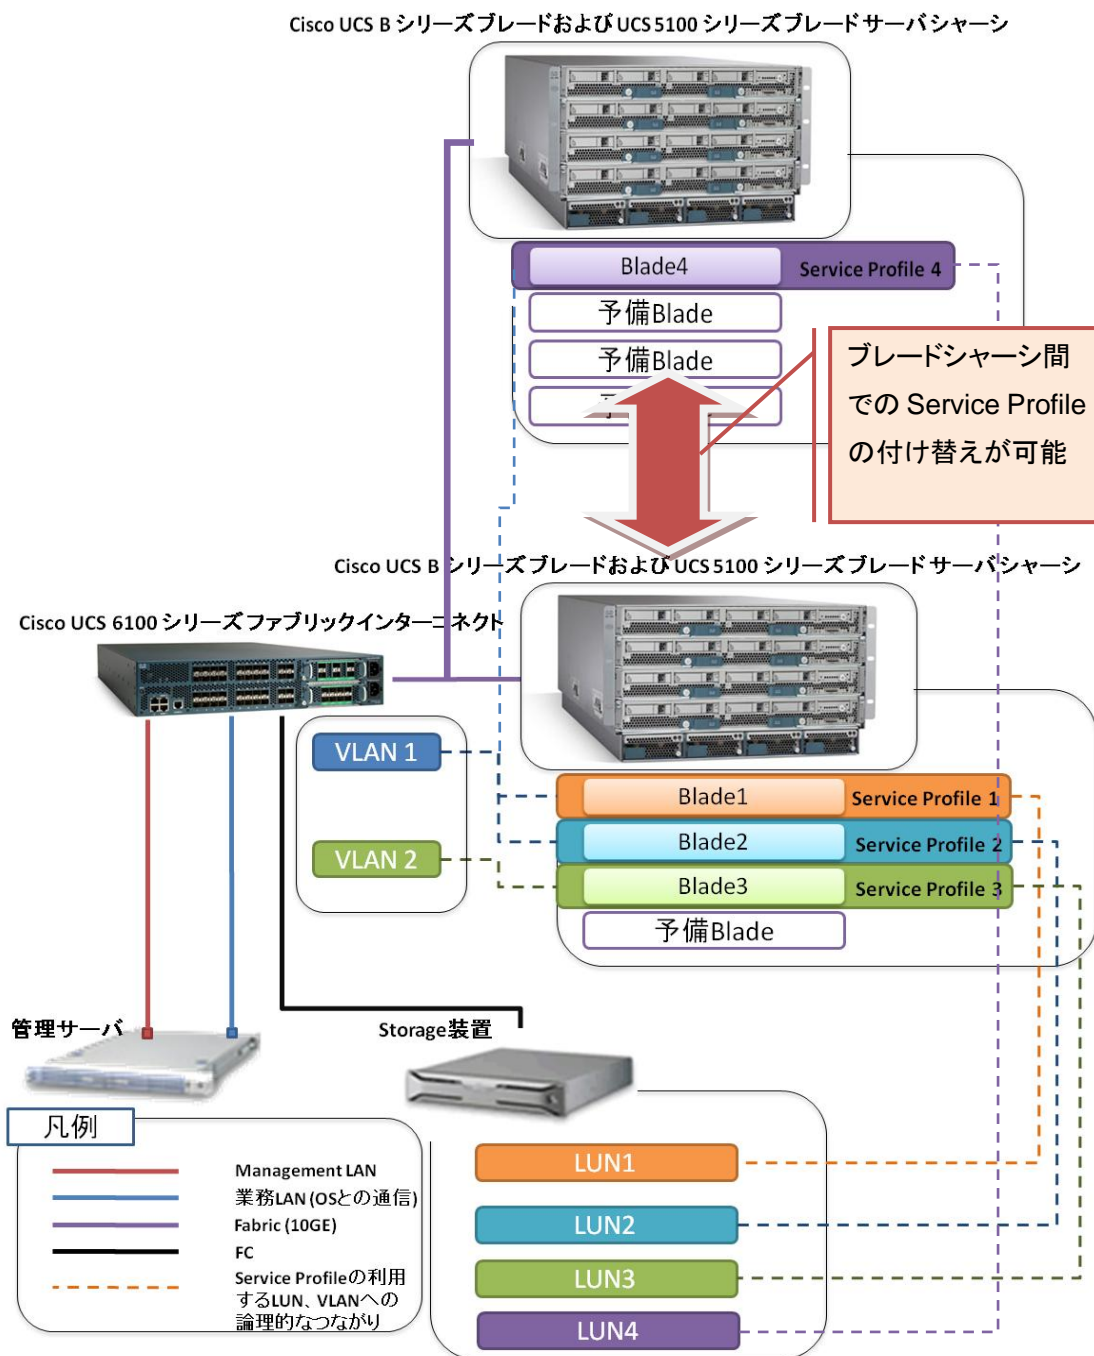 Cisco UCS B シリーズブレードおよび UCS 5100 シリーズブレードサーバシャーシ
Blade4
Service Profile 4
予備Blade
予備Blade
ブレードシャーシ間
での Service Profile
の付け替えが可能
Cisco UCS B シリーズブレードおよび UCS 5100 シリーズブレードサーバシャーシ
Cisco UCS 6100 シリーズファブリックインターコネクト
VLAN 1
VLAN 2
Blade1
Service Profile 1
Blade2
Service Profile 2
Blade3
Service Profile 3
予備Blade
管理サーバ
Storage装置
凡例
Management LAN
業務LAN (OSとの通信)
Fabric (10GE)
FC
Service Profileの利用
するLUN、VLANへの
論理的なつながり
LUN1
LUN2
LUN3
LUN4